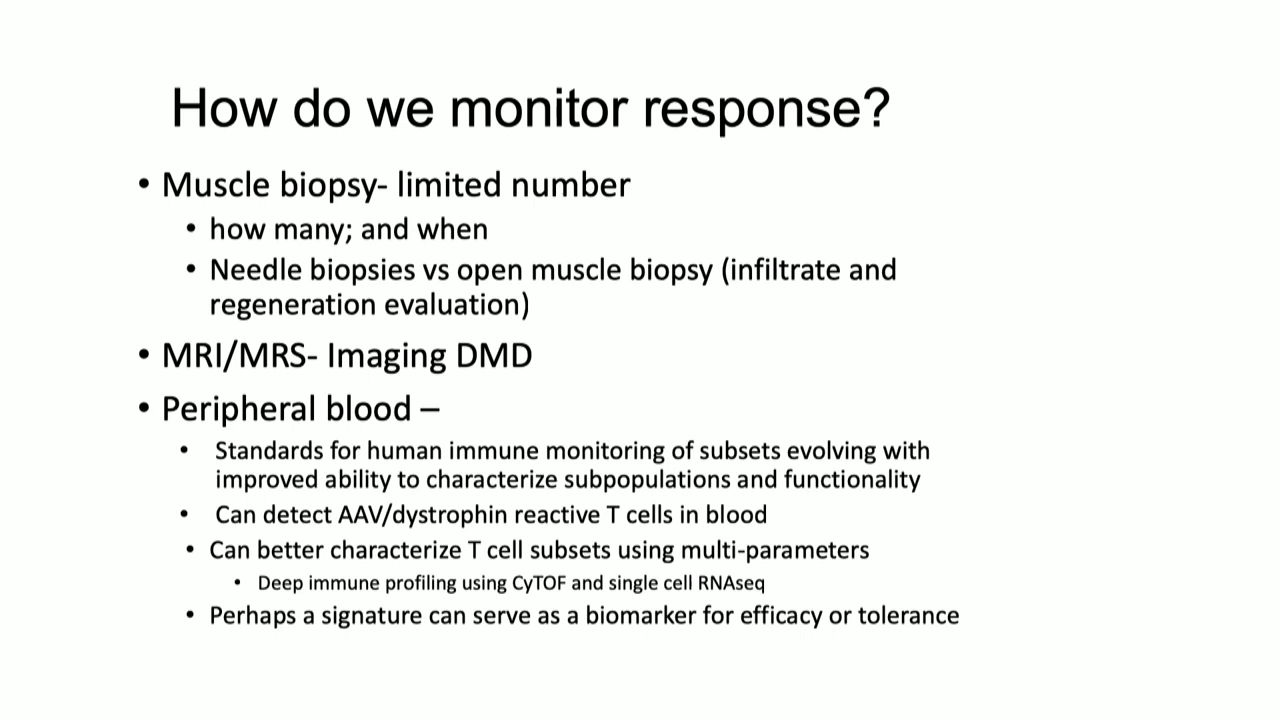 How do we monitor response?
• Muscle biopsy- limited number
• how many; and when
• Needle biopsies vs open muscle biopsy (infiltrate and
regeneration evaluation)
• MRI/MRS- Imaging DMD
• Peripheral blood –
• Standards for human immune monitoring of subsets evolving with
improved ability to characterize subpopulations and functionality
• Can detect AAV/dystrophin reactive T cells in blood
• Can better characterize T cell subsets using multi-parameters
• Deep immune profiling using CyTOF and single cell RNAseq
• Perhaps a signature can serve as a biomarker for efficacy or tolerance